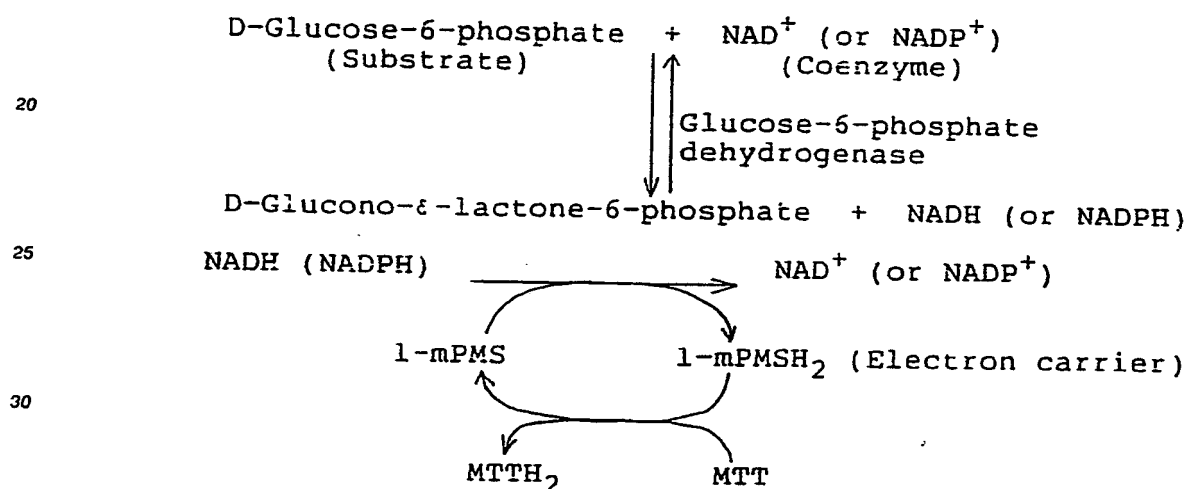 D-Glucose-6-phosphate + NAD⁺ (or NADP⁺)
(Substrate) (Coenzyme)
20
Glucose-6-phosphate
dehydrogenase
D-Glucono-δ-lactone-6-phosphate + NADH (or NADPH)
25
NADH (NADPH) NAD⁺ (or NADP⁺)
1-mPMS 1-mPMSH₂ (Electron carrier)
30
MTTH₂ MTT